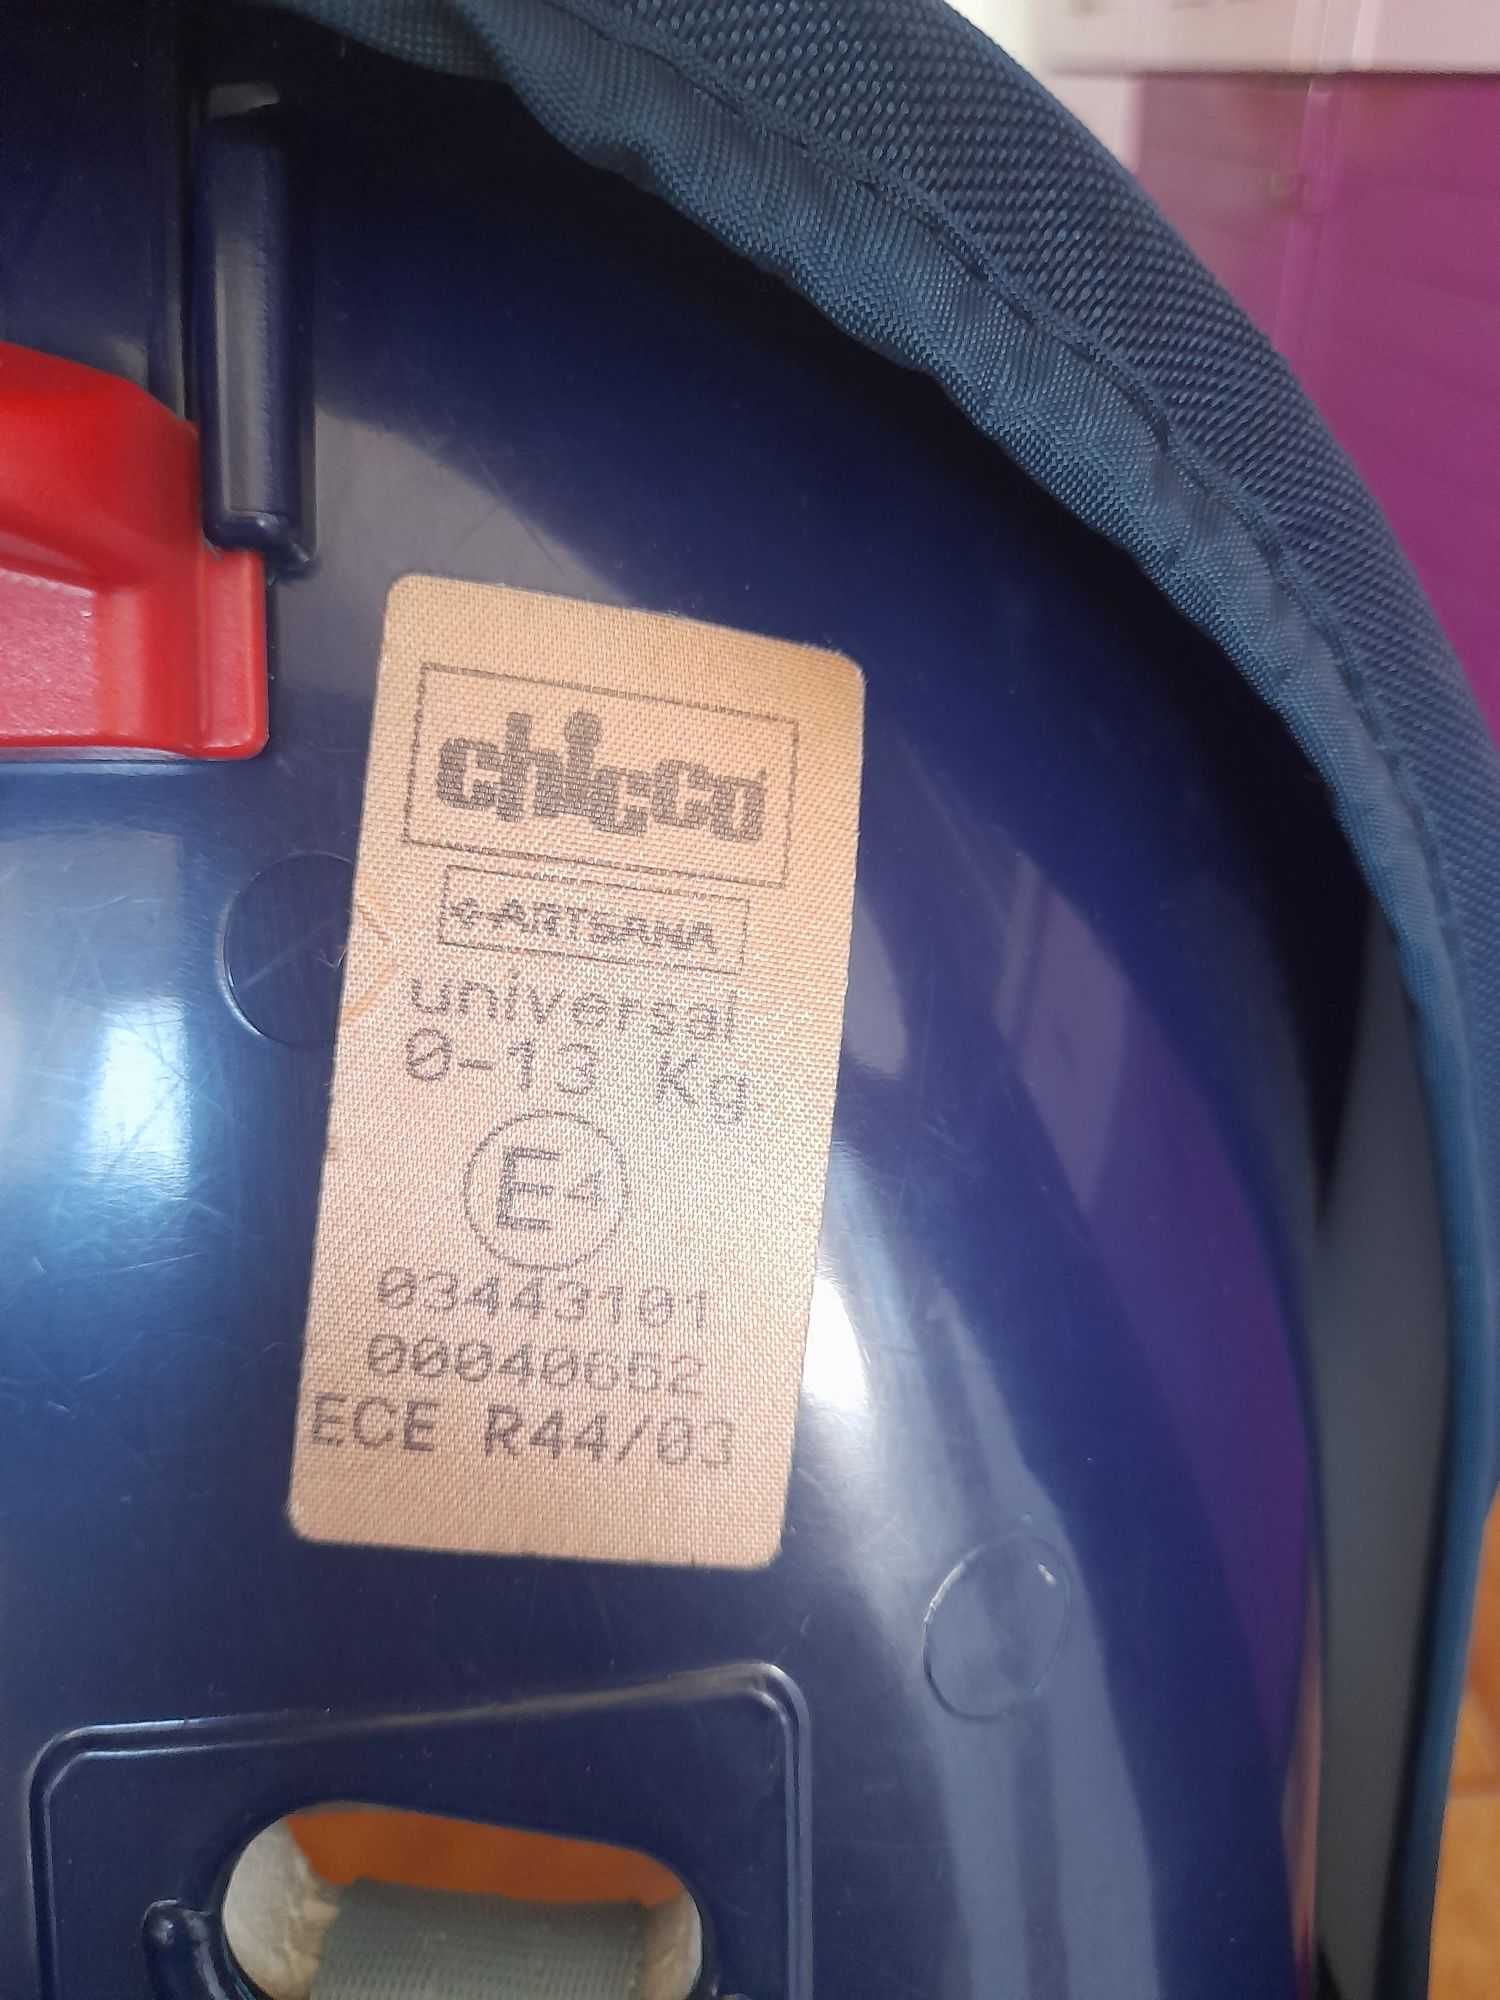 chicco
ARTSANA
universal
0-13 Kg
E4
03443101
00040652
ECE R44/03